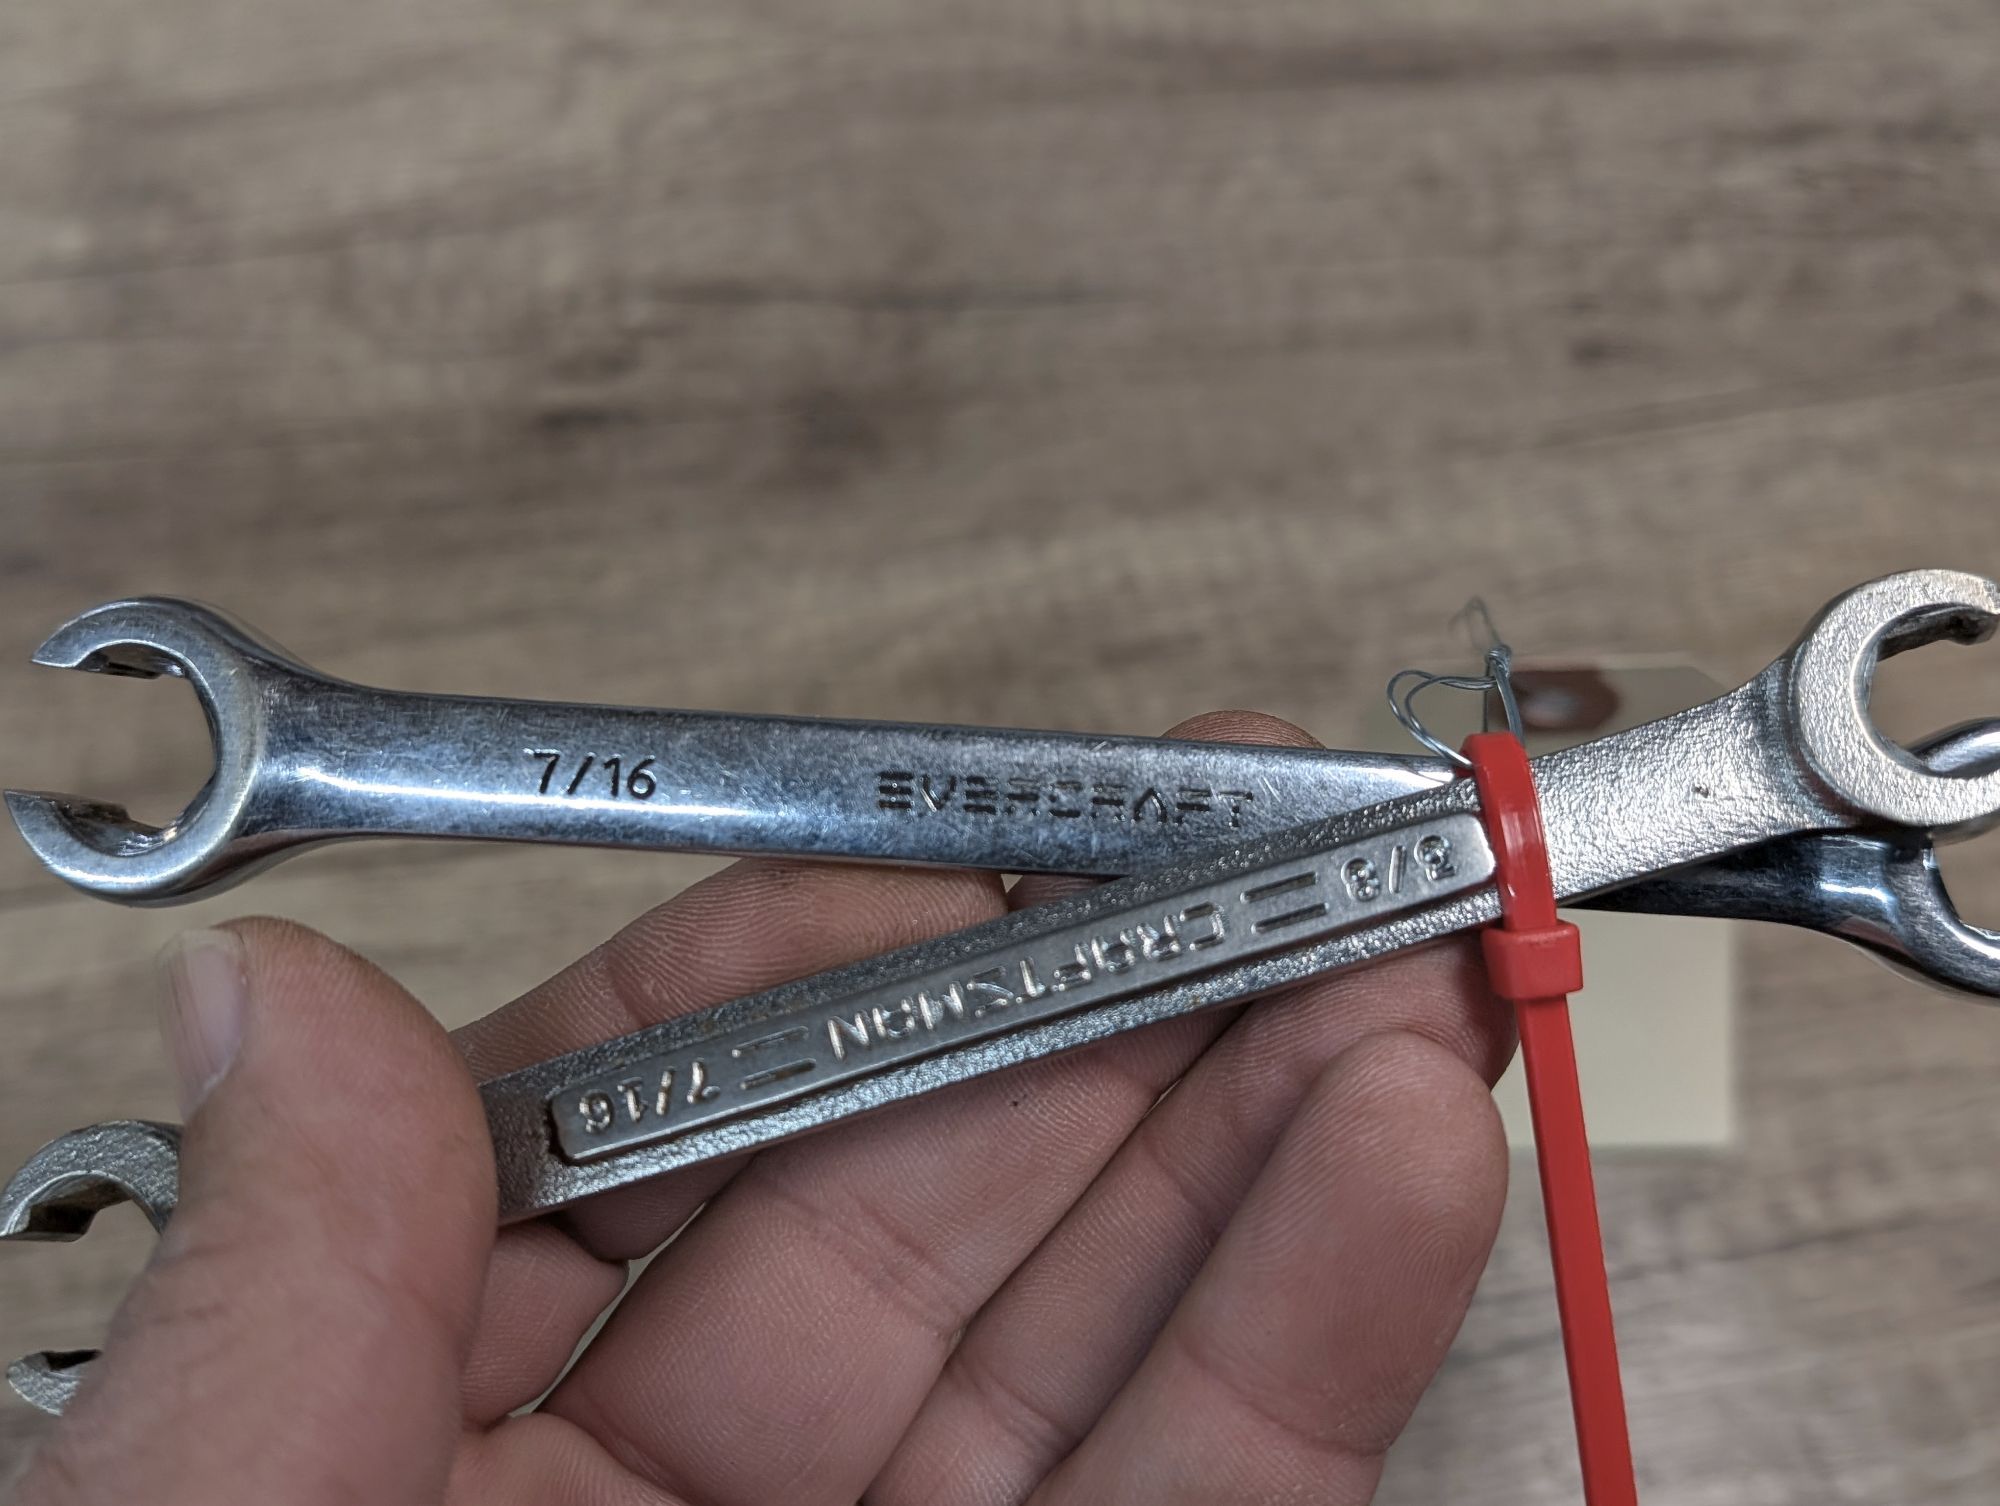 7/16 EVERCRAFT
3/8 = CRAFTSMAN = 7/16